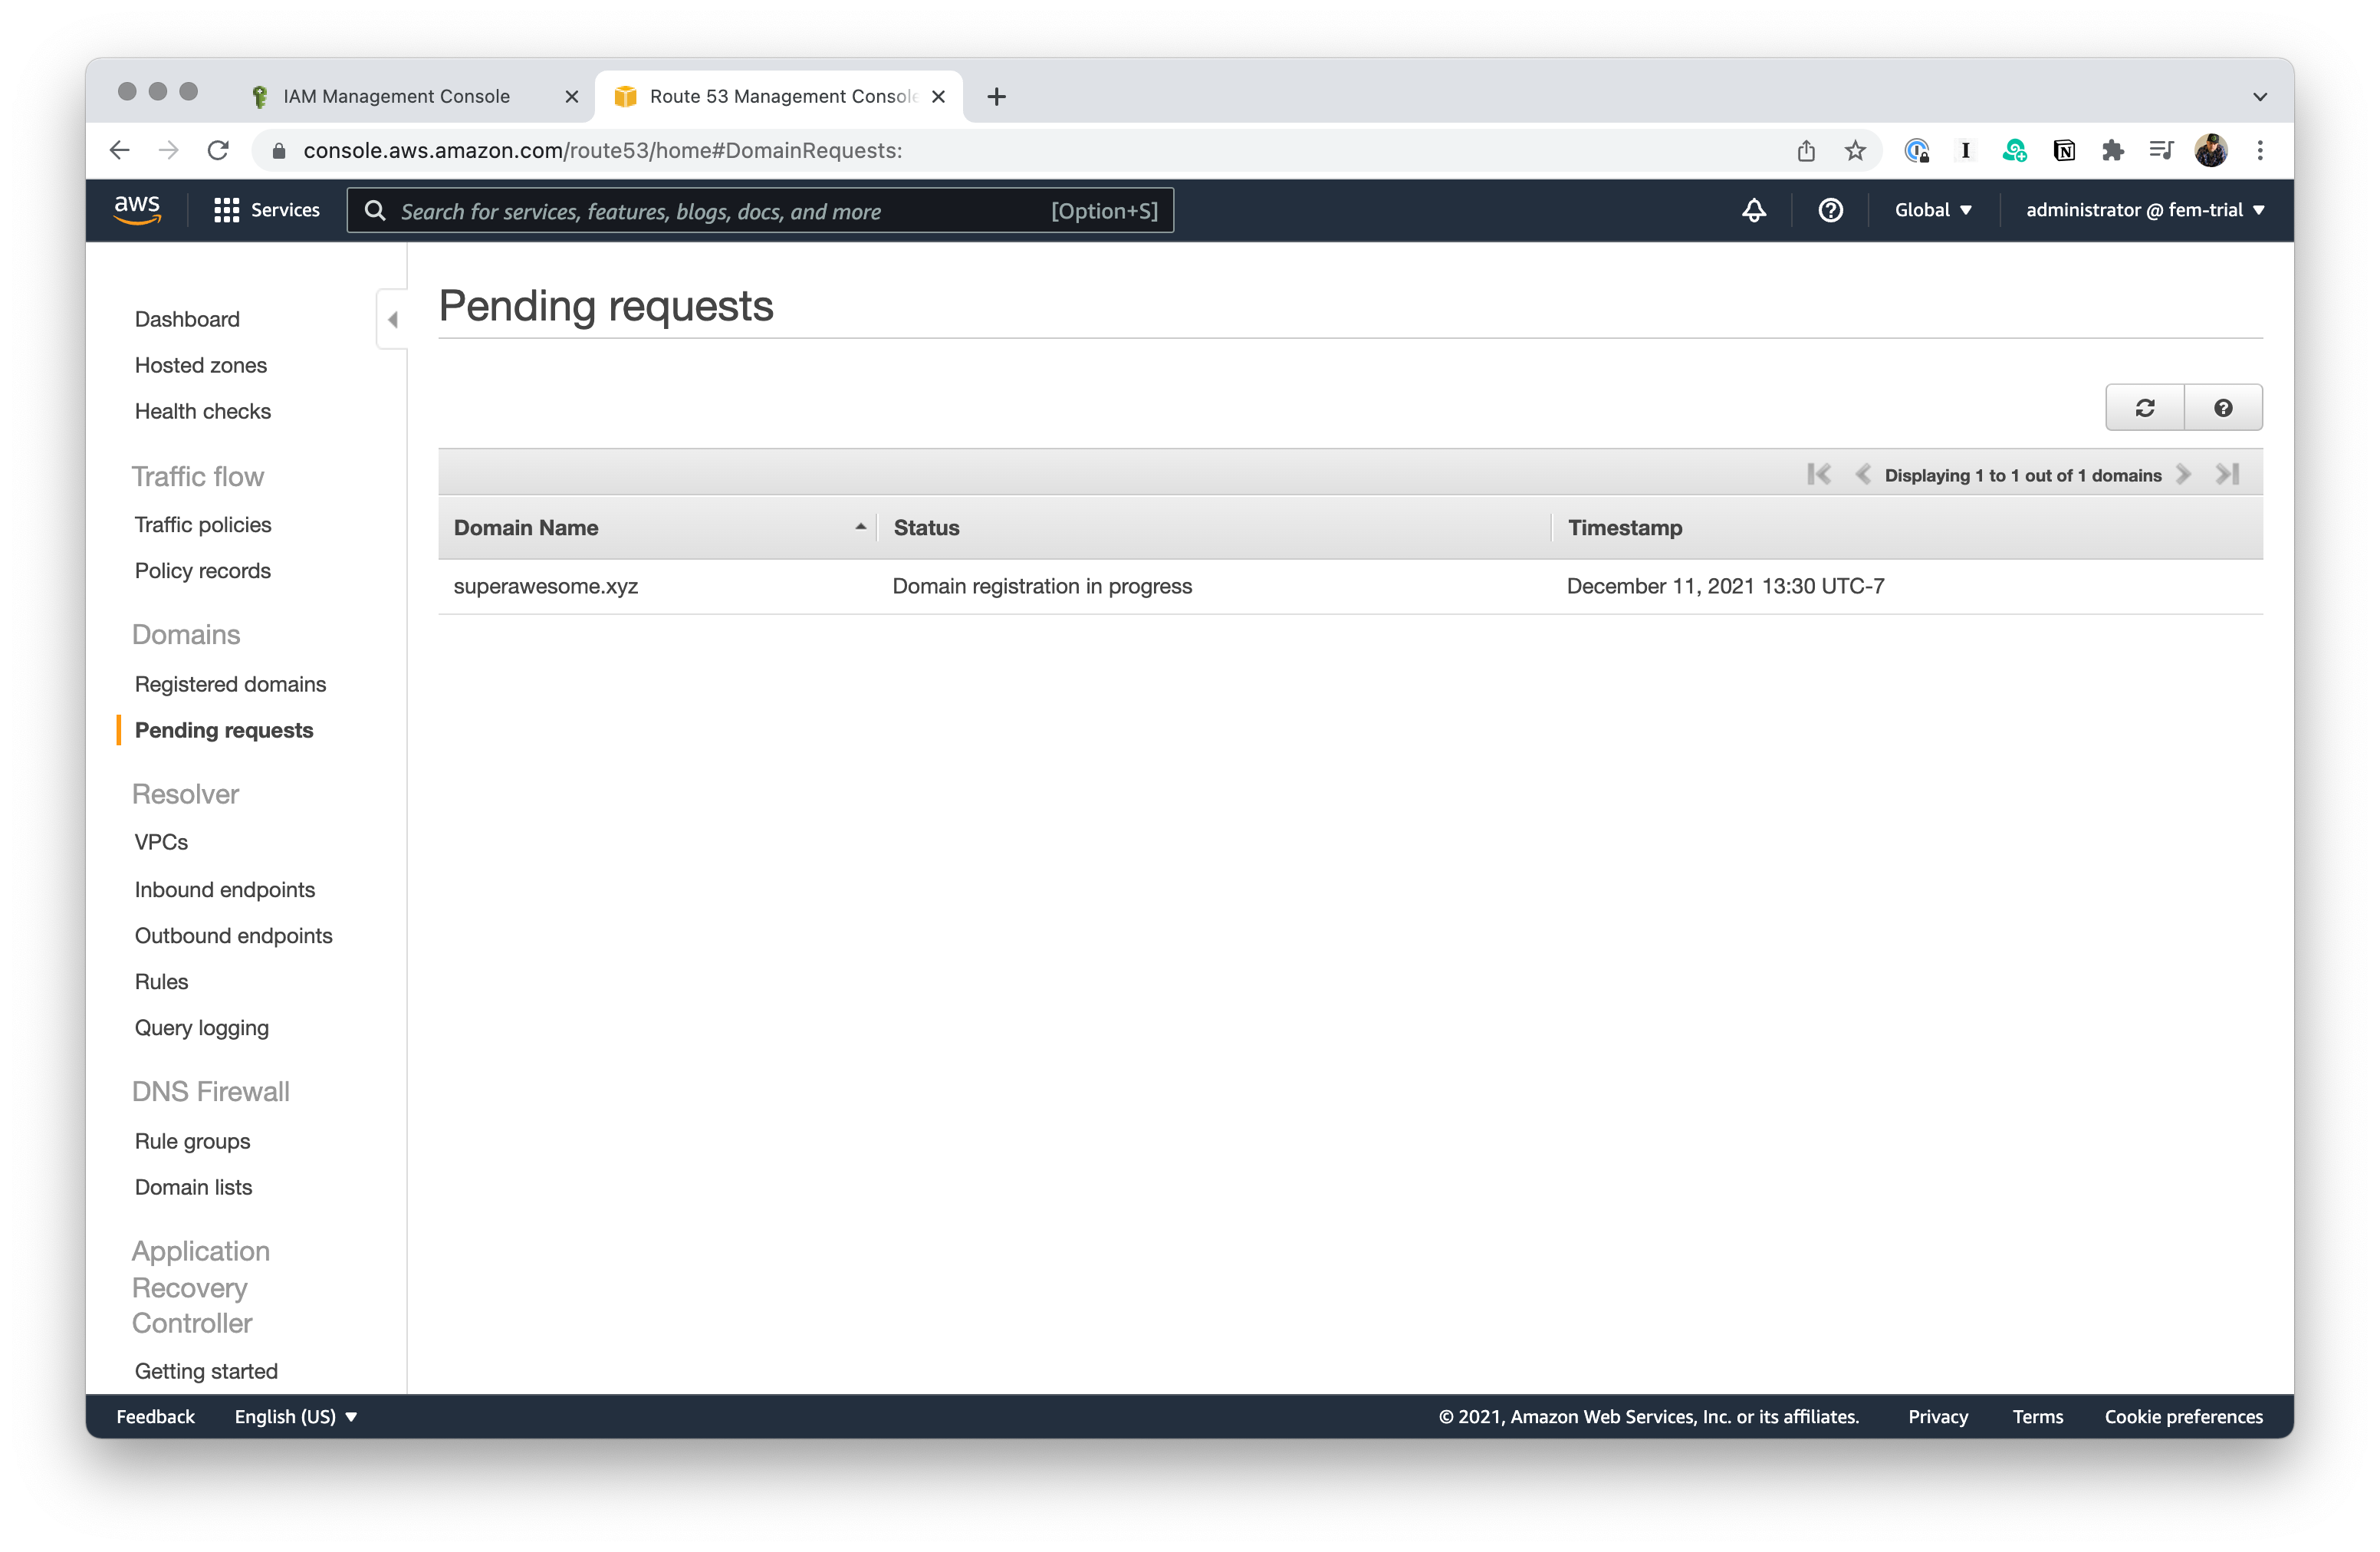 IAM Management Console
Route 53 Management Console
console.aws.amazon.com/route53/home#DomainRequests:
aws
Services
Search for services, features, blogs, docs, and more
[Option+S]
Global
administrator @ fem-trial
Dashboard
Hosted zones
Health checks
Traffic flow
Traffic policies
Policy records
Domains
Registered domains
Pending requests
Resolver
VPCs
Inbound endpoints
Outbound endpoints
Rules
Query logging
DNS Firewall
Rule groups
Domain lists
Application
Recovery
Controller
Getting started
Pending requests
Displaying 1 to 1 out of 1 domains
Domain Name
Status
Timestamp
superawesome.xyz
Domain registration in progress
December 11, 2021 13:30 UTC-7
Feedback
English (US)
© 2021, Amazon Web Services, Inc. or its affiliates.
Privacy
Terms
Cookie preferences